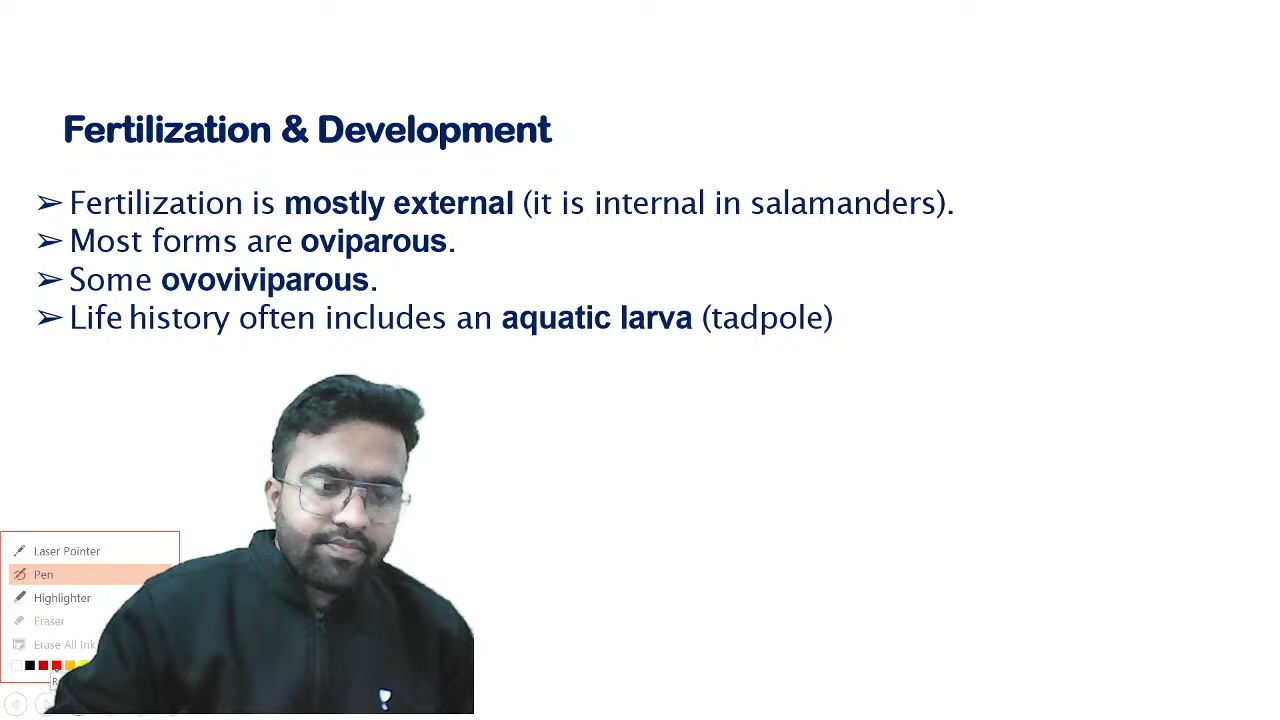 Fertilization & Development
➢ Fertilization is mostly external (it is internal in salamanders).
➢ Most forms are oviparous.
➢ Some ovoviviparous.
➢ Life history often includes an aquatic larva (tadpole)
Laser Pointer
Pen
Highlighter
Eraser
Erase All Ink